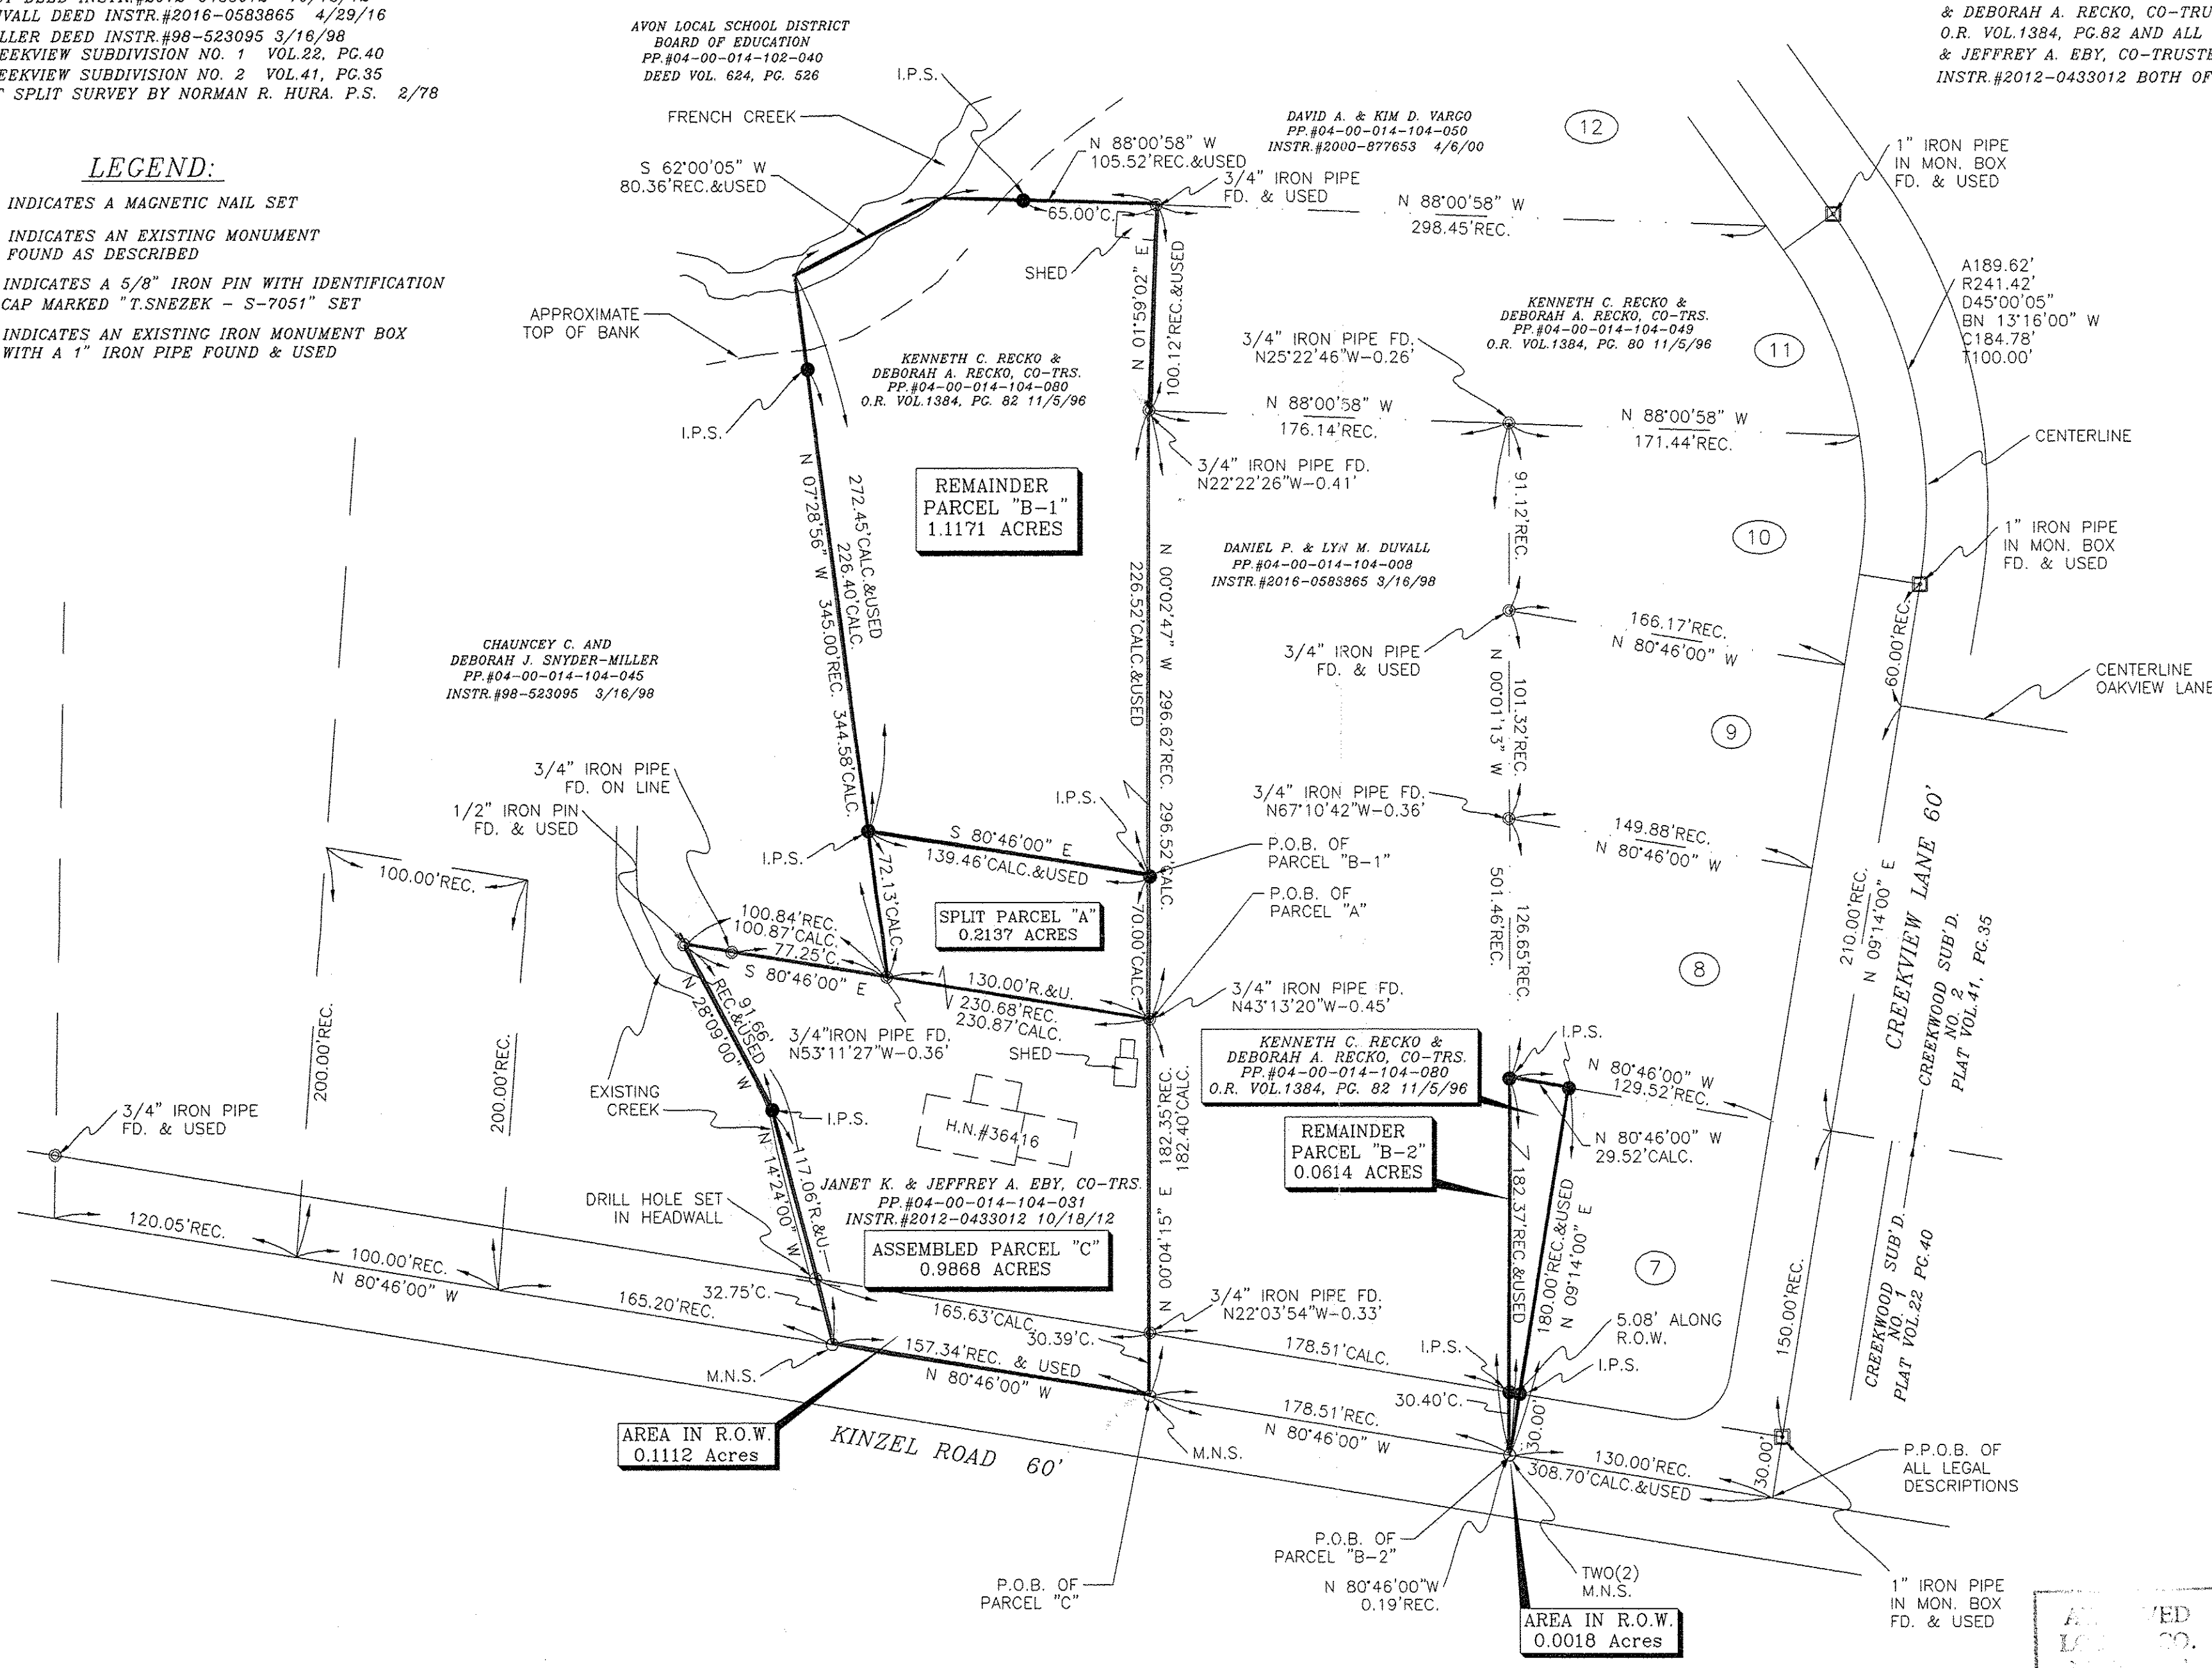 VALL DEED INSTR.#2016-0583865 4/29/16
LLER DEED INSTR.#98-523095 3/16/98
EEKVIEW SUBDIVISION NO. 1 VOL.22, PG.40
EEKVIEW SUBDIVISION NO. 2 VOL.41, PG.35
T SPLIT SURVEY BY NORMAN R. HURA. P.S. 2/78
LEGEND:
INDICATES A MAGNETIC NAIL SET
INDICATES AN EXISTING MONUMENT
FOUND AS DESCRIBED
INDICATES A 5/8" IRON PIN WITH IDENTIFICATION
CAP MARKED "T.SNEZEK - S-7051" SET
INDICATES AN EXISTING IRON MONUMENT BOX
WITH A 1" IRON PIPE FOUND & USED
AVON LOCAL SCHOOL DISTRICT
BOARD OF EDUCATION
PP.#04-00-014-102-040
DEED VOL. 624, PG. 526
I.P.S.
FRENCH CREEK
S 62°00'05" W
80.36'REC.&USED
N 88°00'58" W
105.52'REC.&USED
3/4" IRON PIPE
FD. & USED
65.00'C.
SHED
DAVID A. & KIM D. VARGO
PP.#04-00-014-104-050
INSTR.#2000-877653 4/6/00
12
& DEBORAH A. RECKO, CO-TRU
O.R. VOL.1384, PG.82 AND ALL
& JEFFREY A. EBY, CO-TRUSTE
INSTR.#2012-0433012 BOTH OF
1" IRON PIPE
IN MON. BOX
FD. & USED
N 88°00'58" W
298.45'REC.
A189.62'
R241.42'
D45°00'05"
BN 13°16'00" W
C184.78'
T100.00'
N 01°59'02" E
100.12'REC.&USED
APPROXIMATE
TOP OF BANK
KENNETH C. RECKO &
DEBORAH A. RECKO, CO-TRS.
PP.#04-00-014-104-080
O.R. VOL.1384, PG. 82 11/5/96
3/4" IRON PIPE FD.
N25°22'46"W-0.26'
KENNETH C. RECKO &
DEBORAH A. RECKO, CO-TRS.
PP.#04-00-014-104-049
O.R. VOL.1384, PG. 80 11/5/96
11
I.P.S.
N 88°00'58" W
176.14'REC.
N 88°00'58" W
171.44'REC.
CENTERLINE
3/4" IRON PIPE FD.
N22°22'26"W-0.41'
REMAINDER
PARCEL "B-1"
1.1171 ACRES
N 07°28'56" W 345.00'REC. 344.58'CALC.
272.45'CALC.&USED
226.40'CALC.
226.52'CALC.&USED
N 00°02'47" W 296.62'REC. 296.52'CALC.
DANIEL P. & LYN M. DUVALL
PP.#04-00-014-104-008
INSTR.#2016-0583865 3/16/98
91.12'REC.
10
1" IRON PIPE
IN MON. BOX
FD. & USED
166.17'REC.
N 80°46'00" W
60.00'REC.
3/4" IRON PIPE
FD. & USED
101.32'REC.
N 00°01'13" W
501.46'REC.
CENTERLINE
OAKVIEW LANE
9
CHAUNCEY C. AND
DEBORAH J. SNYDER-MILLER
PP.#04-00-014-104-045
INSTR.#98-523095 3/16/98
3/4" IRON PIPE
FD. ON LINE
1/2" IRON PIN
FD. & USED
I.P.S.
I.P.S.
3/4" IRON PIPE FD.
N67°10'42"W-0.36'
149.88'REC.
N 80°46'00" W
S 80°46'00" E
139.46'CALC.&USED
P.O.B. OF
PARCEL "B-1"
P.O.B. OF
PARCEL "A"
72.13'CALC.
70.00'CALC.
SPLIT PARCEL "A"
0.2137 ACRES
100.00'REC.
100.84'REC.
100.87'CALC.
77.25'C.
S 80°46'00" E
130.00'R.&U.
230.68'REC.
230.87'CALC.
3/4" IRON PIPE FD.
N43°13'20"W-0.45'
126.65'REC.
8
210.00'REC.
N 09°14'00" E
CREEKVIEW LANE 60'
CREEKWOOD SUB'D.
NO. 2
PLAT VOL.41, PG.35
200.00'REC.
200.00'REC.
91.66'
REC.&USED
N 28°09'00" W
3/4"IRON PIPE FD.
N53°11'27"W-0.36'
SHED
EXISTING
CREEK
I.P.S.
H.N.#36416
KENNETH C. RECKO &
DEBORAH A. RECKO, CO-TRS.
PP.#04-00-014-104-080
O.R. VOL.1384, PG. 82 11/5/96
I.P.S.
N 80°46'00" W
129.52'REC.
N 80°46'00" W
29.52'CALC.
REMAINDER
PARCEL "B-2"
0.0614 ACRES
3/4" IRON PIPE
FD. & USED
117.06'R.&U.
N 14°24'00" W
DRILL HOLE SET
IN HEADWALL
JANET K. & JEFFREY A. EBY, CO-TRS.
PP.#04-00-014-104-031
INSTR.#2012-0433012 10/18/12
ASSEMBLED PARCEL "C"
0.9868 ACRES
N 00°04'15" E 182.35'REC.
182.40'CALC.
182.37'REC.&USED
180.00'REC.&USED
N 09°14'00" E
7
150.00'REC.
CREEKWOOD SUB'D.
NO. 1
PLAT VOL.22 PG.40
120.05'REC.
100.00'REC.
N 80°46'00" W
165.20'REC.
32.75'C.
165.63'CALC.
30.39'C.
3/4" IRON PIPE FD.
N22°03'54"W-0.33'
178.51'CALC.
5.08' ALONG
R.O.W.
I.P.S.
I.P.S.
M.N.S.
157.34'REC. & USED
N 80°46'00" W
178.51'REC.
N 80°46'00" W
30.40'C.
30.00'
M.N.S.
AREA IN R.O.W.
0.1112 Acres
KINZEL ROAD 60'
130.00'REC.
308.70'CALC.&USED
30.00'
P.P.O.B. OF
ALL LEGAL
DESCRIPTIONS
P.O.B. OF
PARCEL "C"
P.O.B. OF
PARCEL "B-2"
N 80°46'00"W
0.19'REC.
TWO(2)
M.N.S.
1" IRON PIPE
IN MON. BOX
FD. & USED
AREA IN R.O.W.
0.0018 Acres
CO.